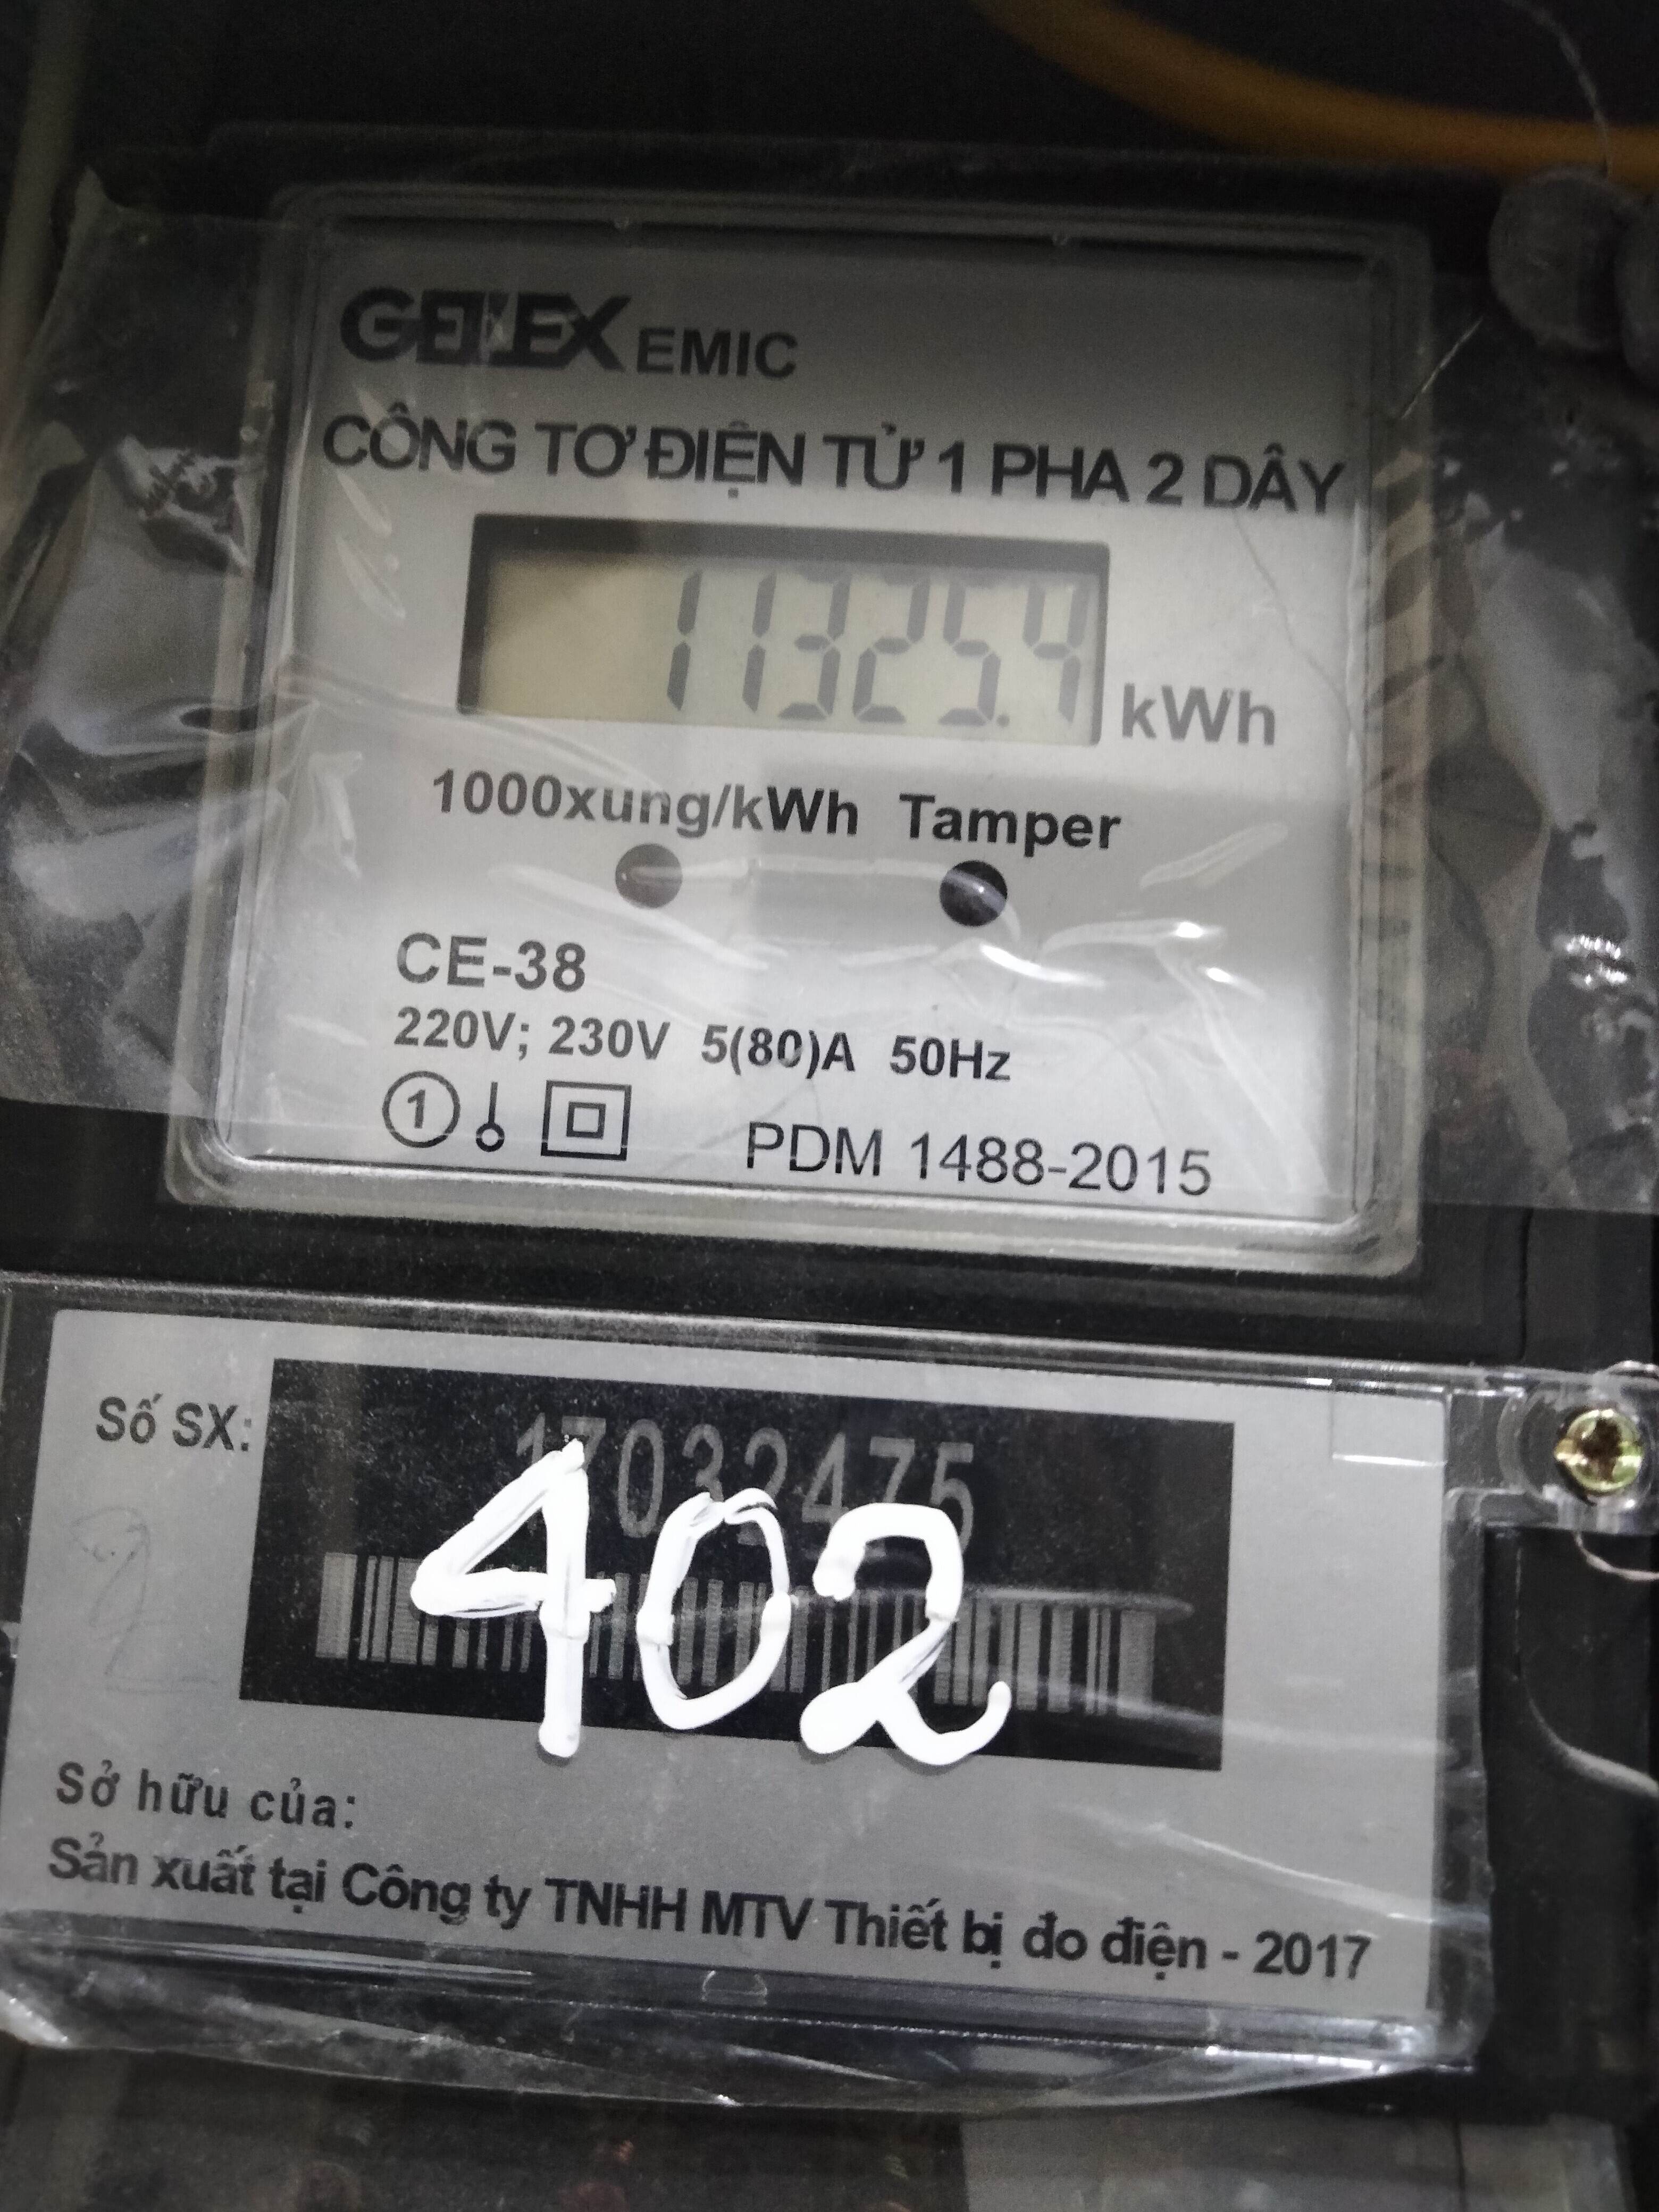 GELEX EMIC
CÔNG TƠ ĐIỆN TỬ 1 PHA 2 DÂY
11325.4 kWh
1000xung/kWh Tamper
CE-38
220V; 230V 5(80)A 50Hz
1 PDM 1488-2015
Số SX: 17032475
402
Sở hữu của:
Sản xuất tại Công ty TNHH MTV Thiết bị đo điện - 2017